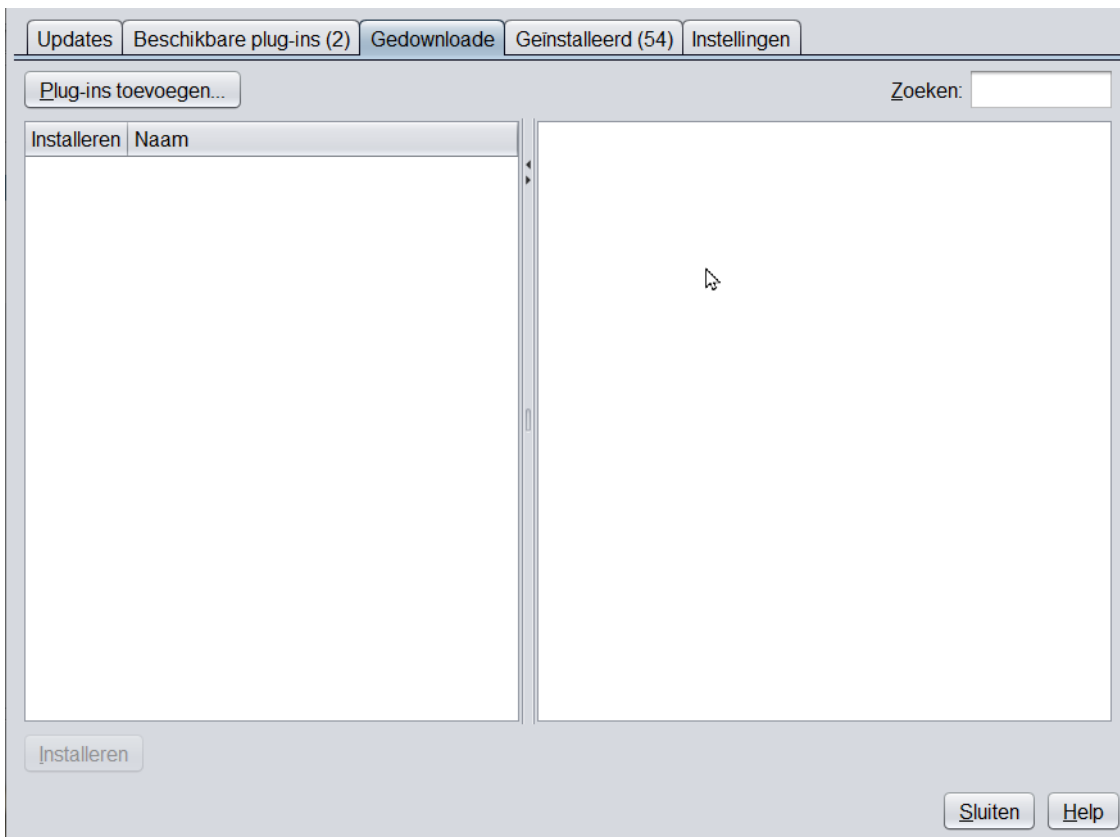 Updates Beschikbare plug-ins (2) Gedownloade Geïnstalleerd (54) Instellingen
Plug-ins toevoegen... Zoeken:
Installeren Naam
Installeren
Sluiten Help